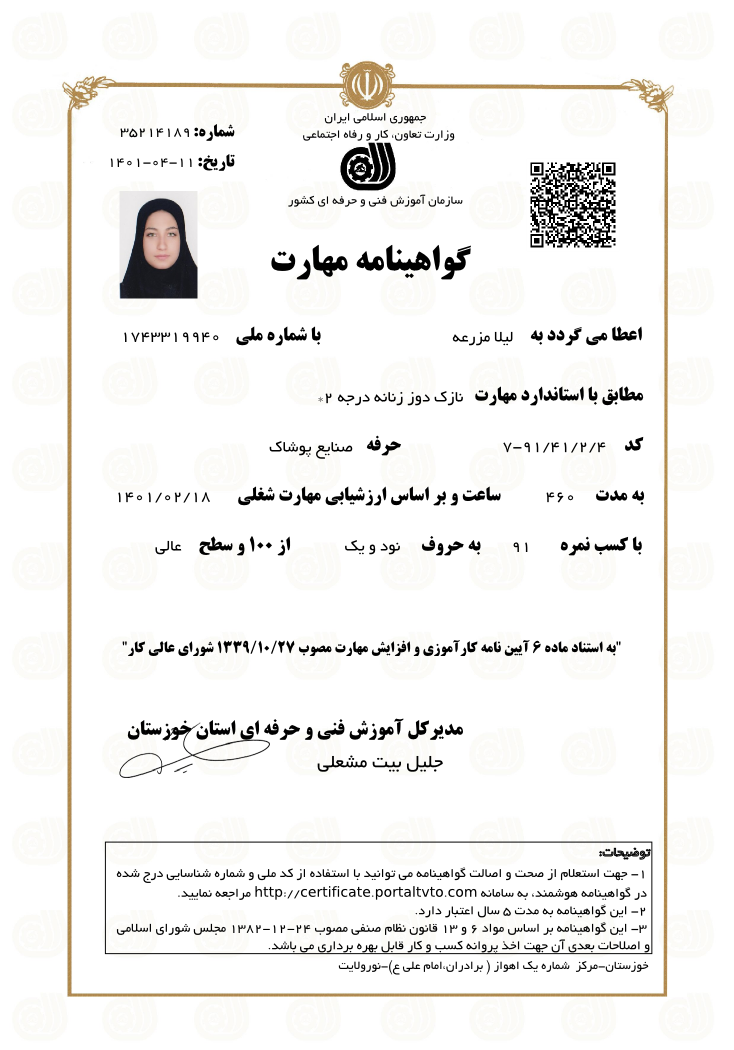 جمهوری اسلامی ایران
وزارت تعاون، کار و رفاه اجتماعی
سازمان آموزش فنی و حرفه ای کشور
شماره: ۳۵۲۱۴۱۸۹
تاریخ: ۱۴۰۱-۰۴-۱۱
گواهینامه مهارت
اعطا می گردد به لیلا مزرعه با شماره ملی ۱۷۴۳۳۱۹۹۴۰
مطابق با استاندارد مهارت نازک دوز زنانه درجه ۲*
کد ۷-۹۱/۴۱/۲/۴ حرفه صنایع پوشاک
به مدت ۴۶۰ ساعت و بر اساس ارزشیابی مهارت شغلی ۱۴۰۱/۰۲/۱۸
با کسب نمره ۹۱ به حروف نود و یک از ۱۰۰ و سطح عالی
"به استناد ماده ۶ آیین نامه کارآموزی و افزایش مهارت مصوب ۱۳۳۹/۱۰/۲۷ شورای عالی کار"
مدیرکل آموزش فنی و حرفه ای استان خوزستان
جلیل بیت مشعلی
توضیحات:
۱- جهت استعلام از صحت و اصالت گواهینامه می توانید با استفاده از کد ملی و شماره شناسایی درج شده
در گواهینامه هوشمند، به سامانه http://certificate.portaltvto.com مراجعه نمایید.
۲- این گواهینامه به مدت ۵ سال اعتبار دارد.
۳- این گواهینامه بر اساس مواد ۶ و ۱۳ قانون نظام صنفی مصوب ۲۴-۱۲-۱۳۸۲ مجلس شورای اسلامی
و اصلاحات بعدی آن جهت اخذ پروانه کسب و کار قابل بهره برداری می باشد.
خوزستان-مرکز شماره یک اهواز ( برادران،امام علی ع)-نورولایت